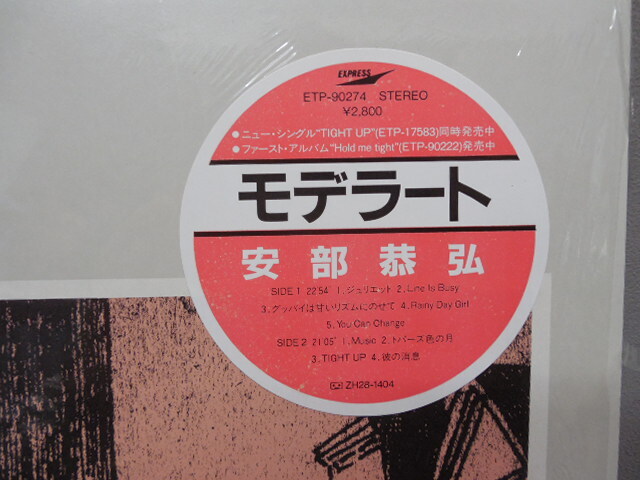 EXPRESS
ETP-90274 STEREO
¥2,800
●ニュー・シングル“TIGHT UP”(ETP-17583)同時発売中
●ファースト・アルバム“Hold me tight”(ETP-90222)発売中
モデラート
安部恭弘
SIDE 1 22'54" 1. ジュリエット 2. Line Is Busy
3. グッバイは甘いリズムにのせて 4. Rainy Day Girl
5. You Can Change
SIDE 2 21'05" 1. Music 2. トパーズ色の月
3. TIGHT UP 4. 彼の消息
ZH28-1404